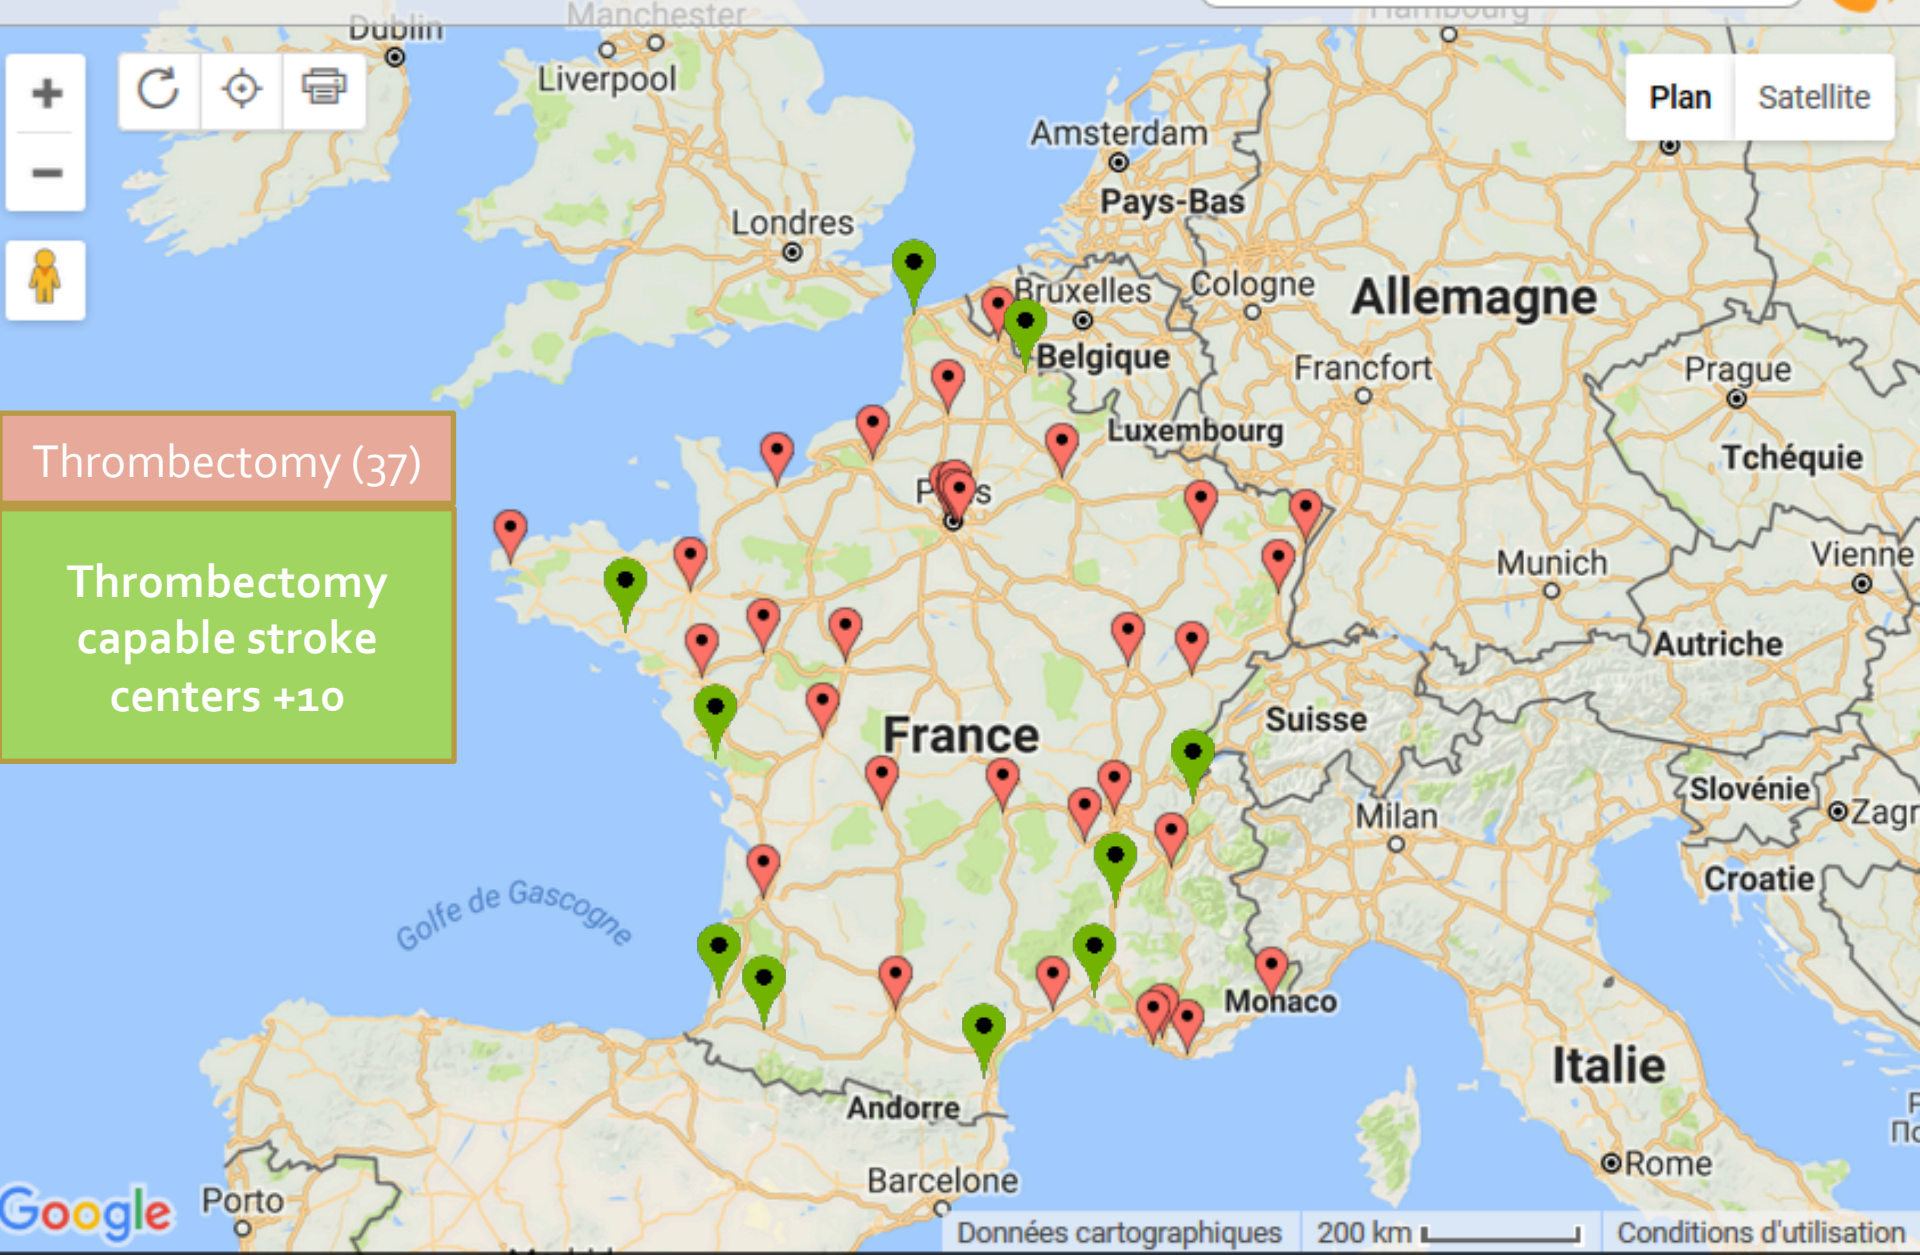 Manchester
Dublin
Liverpool
Plan
Satellite
Amsterdam
Pays-Bas
Londres
Bruxelles
Cologne
Allemagne
Belgique
Francfort
Prague
Luxembourg
Tchéquie
Thrombectomy (37)
Thrombectomy
capable stroke
centers +10
Munich
Vienne
Autriche
France
Suisse
Slovénie
Milan
Croatie
Golfe de Gascogne
Monaco
Italie
Andorre
Rome
Barcelone
Porto
Google
Données cartographiques
200 km
Conditions d'utilisation